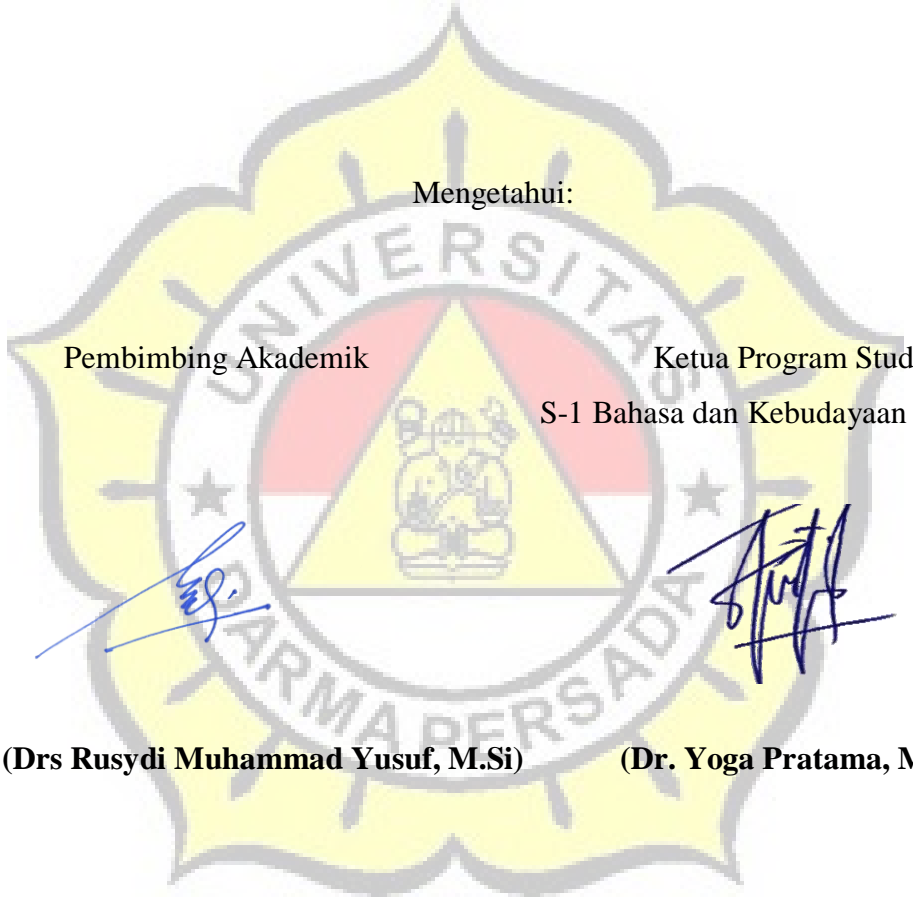 Mengetahui:
UNIVERSITAS
Pembimbing Akademik
Ketua Program Stud
S-1 Bahasa dan Kebudayaan
DARMA PERSADA
(Drs Rusydi Muhammad Yusuf, M.Si)
(Dr. Yoga Pratama, M